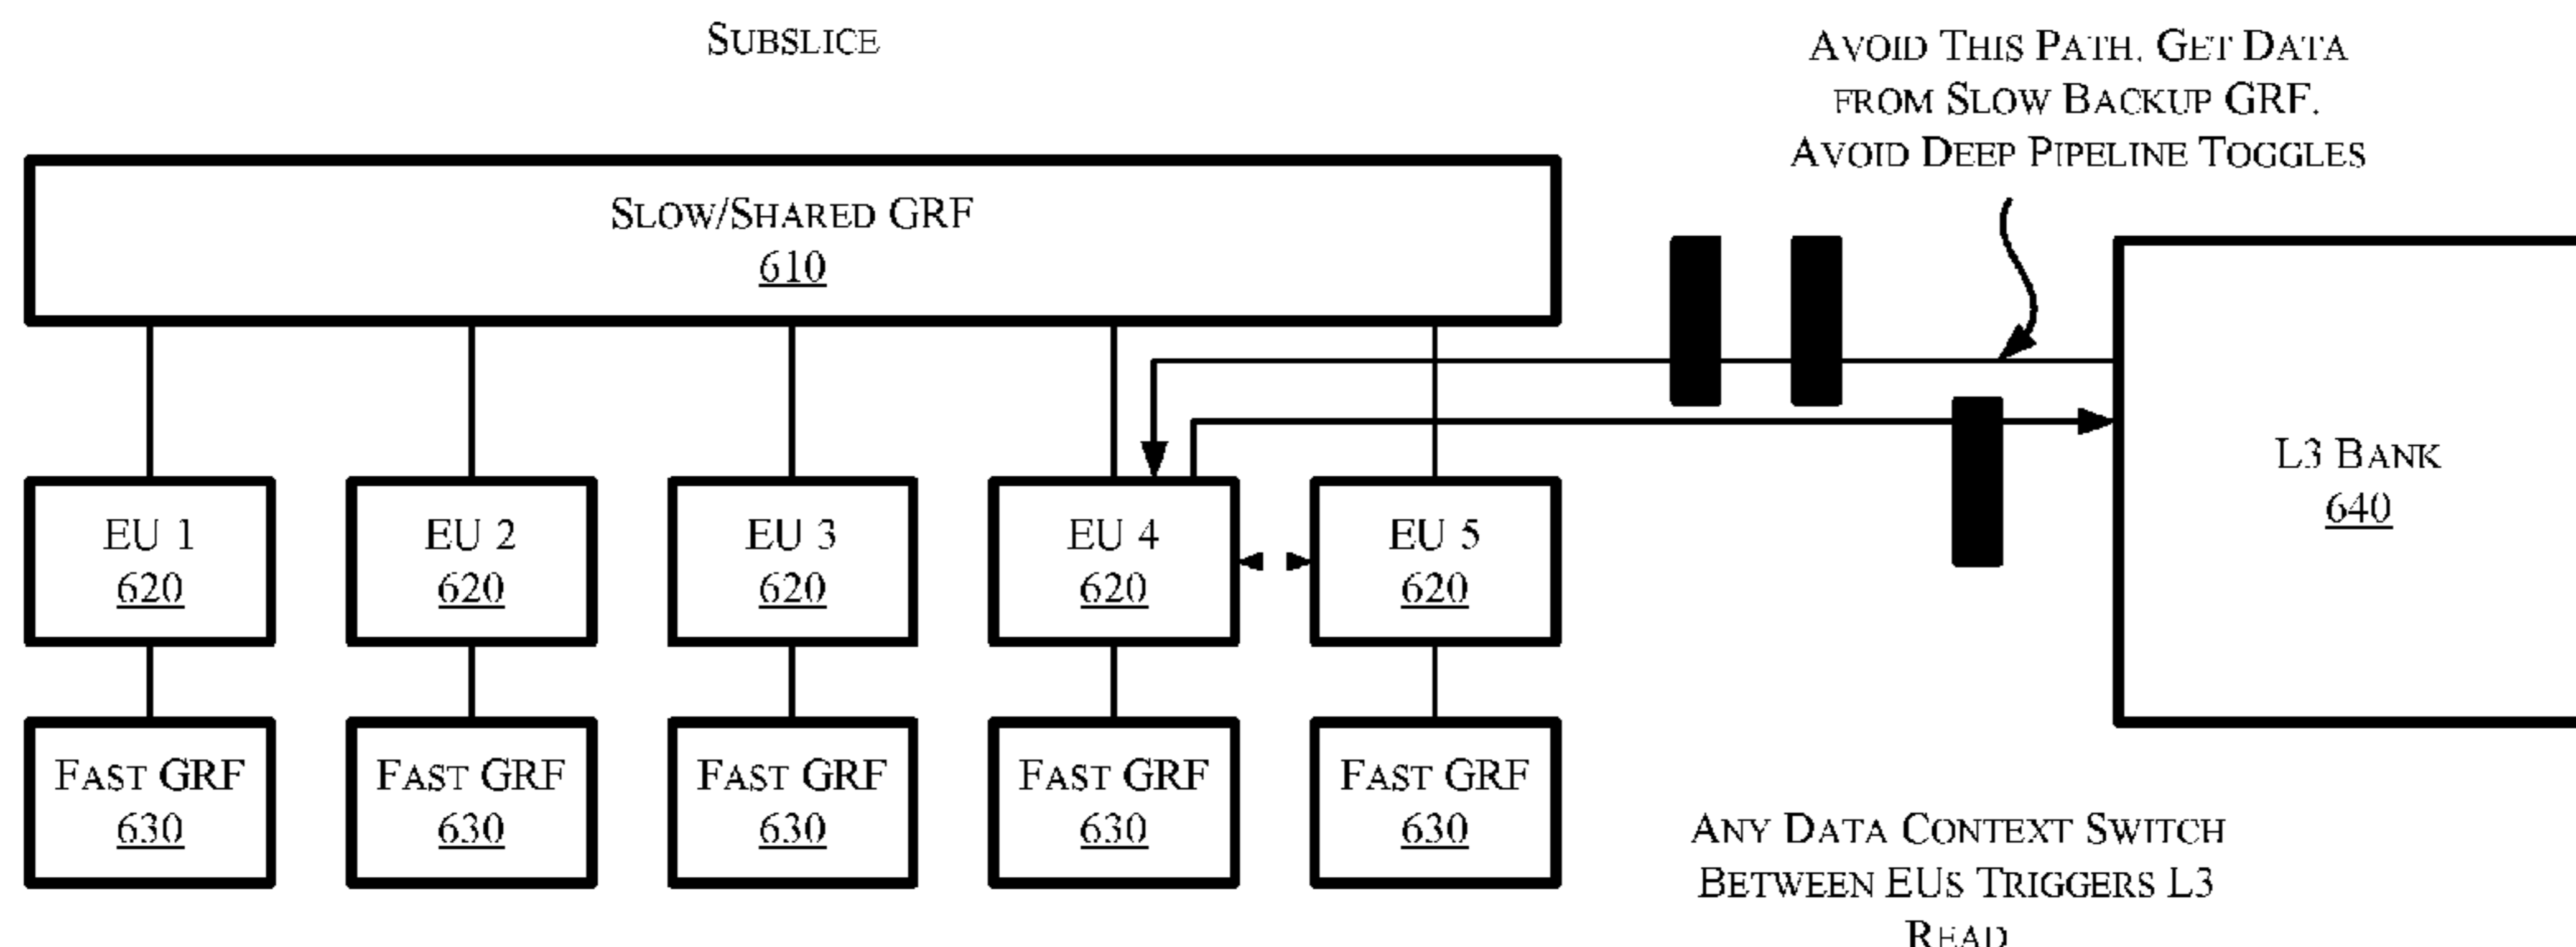 SUBSLICE
AVOID THIS PATH. GET DATA
FROM SLOW BACKUP GRF.
AVOID DEEP PIPELINE TOGGLES
SLOW/SHARED GRF
610
L3 BANK
640
EU 1
620
EU 2
620
EU 3
620
EU 4
620
EU 5
620
FAST GRF
630
FAST GRF
630
FAST GRF
630
FAST GRF
630
FAST GRF
630
ANY DATA CONTEXT SWITCH
BETWEEN EUS TRIGGERS L3
READ